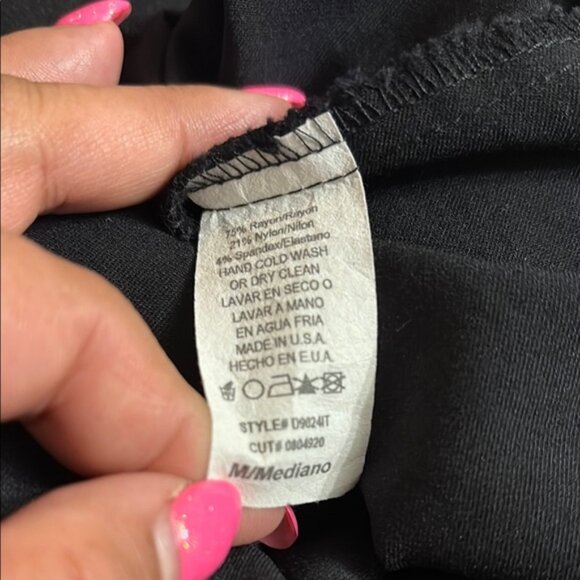 75% Rayon/Rayon
21% Nylon/Nilon
4% Spandex/Elastano
HAND COLD WASH
OR DRY CLEAN
LAVAR EN SECO O
LAVAR A MANO
EN AGUA FRIA
MADE IN U.S.A.
HECHO EN E.U.A.
STYLE# D9024IT
CUT# 0804920
M/Mediano